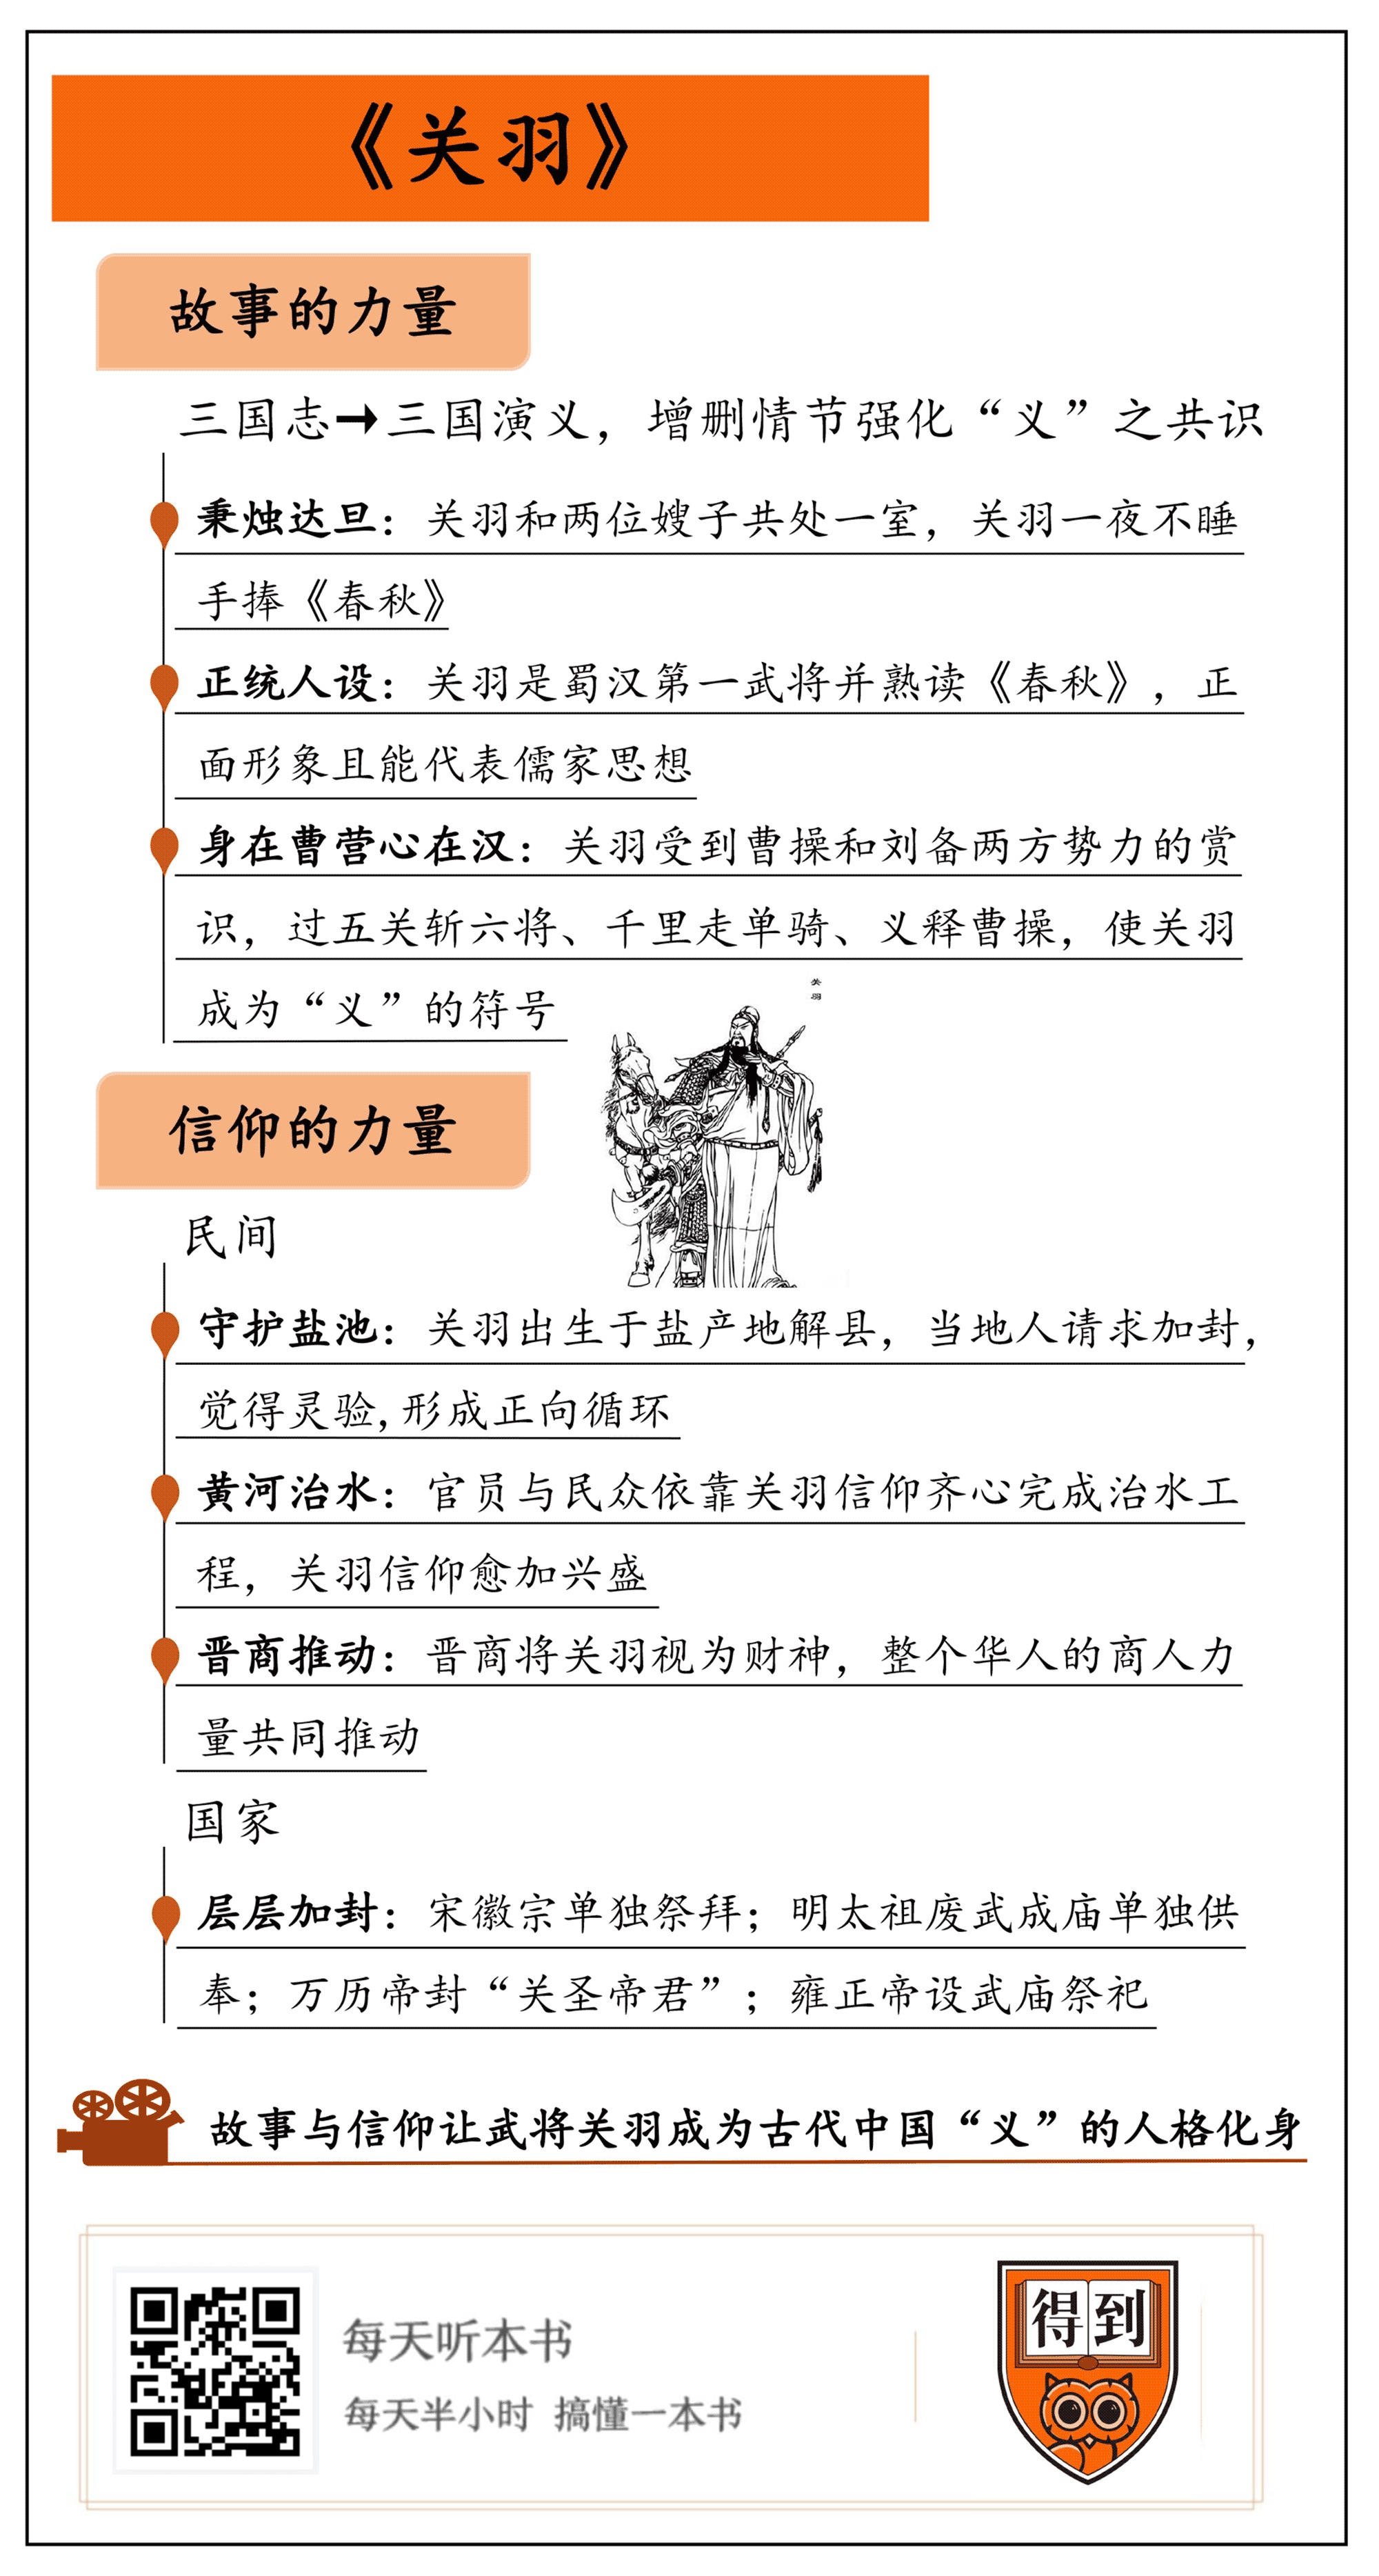 《关羽》
故事的力量
三国志→三国演义，增删情节强化“义”之共识
秉烛达旦：关羽和两位嫂子共处一室，关羽一夜不睡
手捧《春秋》
正统人设：关羽是蜀汉第一武将并熟读《春秋》，正
面形象且能代表儒家思想
身在曹营心在汉：关羽受到曹操和刘备两方势力的赏
识，过五关斩六将、千里走单骑、义释曹操，使关羽
成为“义”的符号
关
羽
信仰的力量
民间
守护盐池：关羽出生于盐产地解县，当地人请求加封，
觉得灵验,形成正向循环
黄河治水：官员与民众依靠关羽信仰齐心完成治水工
程，关羽信仰愈加兴盛
晋商推动：晋商将关羽视为财神，整个华人的商人力
量共同推动
国家
层层加封：宋徽宗单独祭拜；明太祖废武成庙单独供
奉；万历帝封“关圣帝君”；雍正帝设武庙祭祀
故事与信仰让武将关羽成为古代中国“义”的人格化身
每天听本书
每天半小时 搞懂一本书
得到